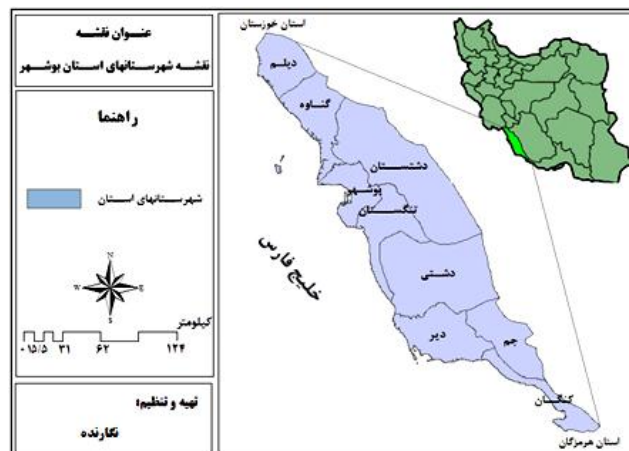 عنوان نقشه
نقشه شهرستانهای استان بوشهر
راهنما
شهرستانهای استان
N
W E
S
کیلومتر
۰ ۱۵/۵ ۳۱ ۶۲ ۱۲۴
تهیه و تنظیم:
نگارنده
استان خوزستان
دیلم
گناوه
دشتستان
بوشهر
تنگستان
خلیج فارس
دشتی
دیر
جم
کنگان
استان هرمزگان